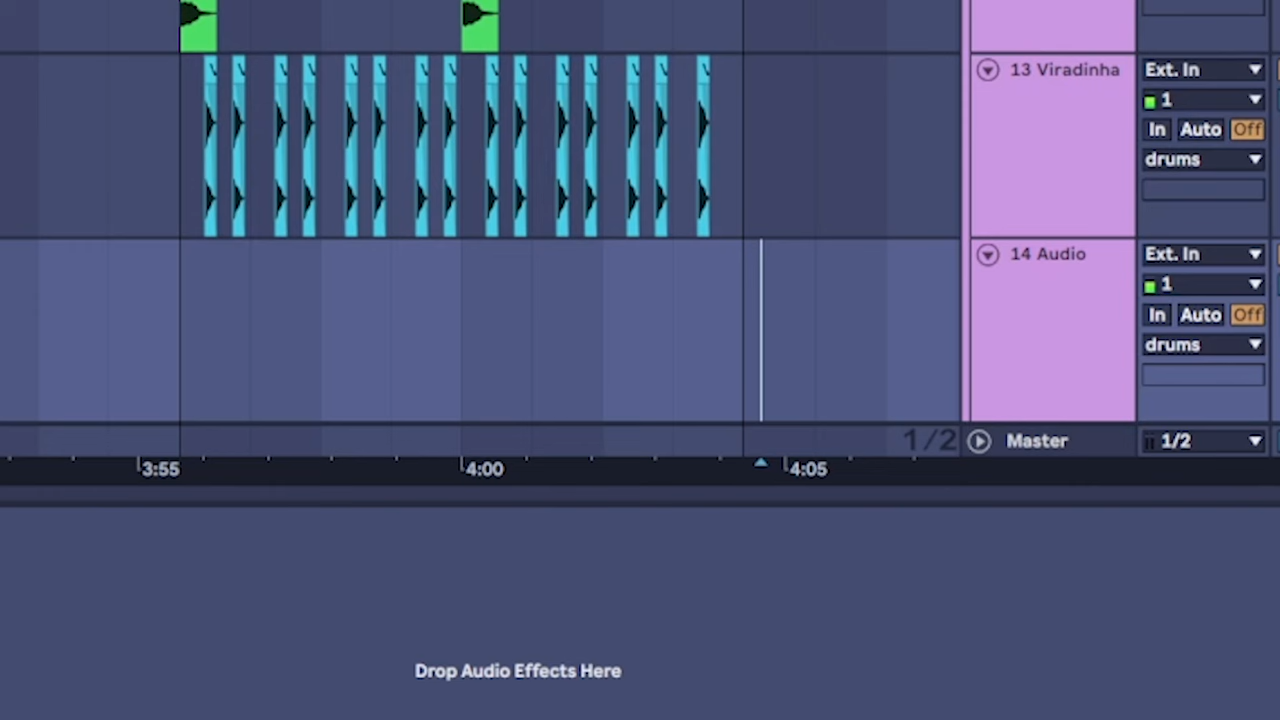 13 Viradinha
Ext. In
1
In Auto Off
drums
14 Audio
Ext. In
1
In Auto Off
drums
1/2
Master
1/2
3:55
4:00
4:05
Drop Audio Effects Here